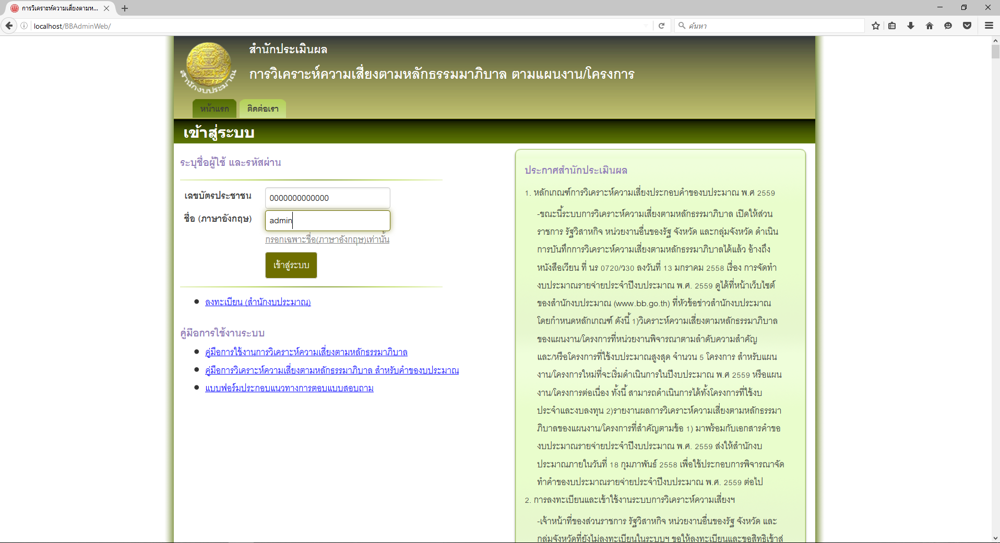 การวิเคราะห์ความเสี่ยงตามห...
localhost/BBAdminWeb/
ค้นหา
สำนักงบประมาณ
สำนักประเมินผล
การวิเคราะห์ความเสี่ยงตามหลักธรรมมาภิบาล ตามแผนงาน/โครงการ
หน้าแรก
ติดต่อเรา
เข้าสู่ระบบ
ระบุชื่อผู้ใช้ และรหัสผ่าน
เลขบัตรประชาชน
0000000000000
ชื่อ (ภาษาอังกฤษ)
admin
กรอกเฉพาะชื่อ(ภาษาอังกฤษ)เท่านั้น
เข้าสู่ระบบ
ลงทะเบียน (สำนักงบประมาณ)
คู่มือการใช้งานระบบ
คู่มือการใช้งานการวิเคราะห์ความเสี่ยงตามหลักธรรมาภิบาล
คู่มือการวิเคราะห์ความเสี่ยงตามหลักธรรมาภิบาล สำหรับคำของบประมาณ
แบบฟอร์มประกอบแนวทางการตอบแบบสอบถาม
ประกาศสำนักประเมินผล
1. หลักเกณฑ์การวิเคราะห์ความเสี่ยงประกอบคำของบประมาณ พ.ศ 2559
-ขณะนี้ระบบการวิเคราะห์ความเสี่ยงตามหลักธรรมาภิบาล เปิดให้ส่วน
ราชการ รัฐวิสาหกิจ หน่วยงานอื่นของรัฐ จังหวัด และกลุ่มจังหวัด ดำเนิน
การบันทึกการวิเคราะห์ความเสี่ยงตามหลักธรรมาภิบาลได้แล้ว อ้างถึง
หนังสือเวียน ที่ นร 0720/ว30 ลงวันที่ 13 มกราคม 2558 เรื่อง การจัดทำ
งบประมาณรายจ่ายประจำปีงบประมาณ พ.ศ. 2559 ดูได้ที่หน้าเว็บไซต์
ของสำนักงบประมาณ (www.bb.go.th) ที่หัวข้อข่าวสำนักงบประมาณ
โดยกำหนดหลักเกณฑ์ ดังนี้ 1)วิเคราะห์ความเสี่ยงตามหลักธรรมาภิบาล
ของแผนงาน/โครงการที่หน่วยงานพิจารณาตามลำดับความสำคัญ
และ/หรือโครงการที่ใช้งบประมาณสูงสุด จำนวน 5 โครงการ สำหรับแผน
งาน/โครงการใหม่ที่จะเริ่มดำเนินการในปีงบประมาณ พ.ศ 2559 หรือแผน
งาน/โครงการต่อเนื่อง ทั้งนี้ สามารถดำเนินการได้ทั้งโครงการที่ใช้งบ
ประจำและงบลงทุน 2)รายงานผลการวิเคราะห์ความเสี่ยงตามหลักธรรมา
ภิบาลของแผนงาน/โครงการที่สำคัญตามข้อ 1) มาพร้อมกับเอกสารคำขอ
งบประมาณรายจ่ายประจำปีงบประมาณ พ.ศ. 2559 ส่งให้สำนักงบ
ประมาณภายในวันที่ 18 กุมภาพันธ์ 2558 เพื่อใช้ประกอบการพิจารณาจัด
ทำคำของบประมาณรายจ่ายประจำปีงบประมาณ พ.ศ. 2559 ต่อไป
2. การลงทะเบียนและเข้าใช้งานระบบการวิเคราะห์ความเสี่ยงฯ
-เจ้าหน้าที่ของส่วนราชการ รัฐวิสาหกิจ หน่วยงานอื่นของรัฐ จังหวัด และ
กลุ่มจังหวัดที่ยังไม่ลงทะเบียนในระบบฯ ขอให้ลงทะเบียนและขอสิทธิเข้าสู่